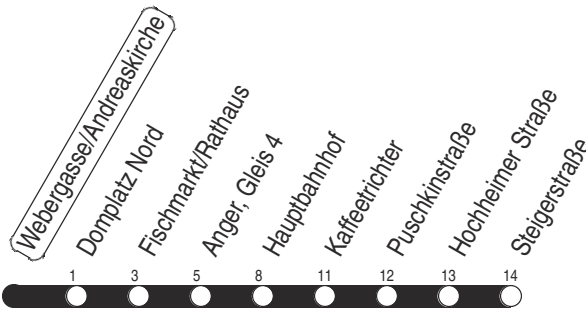 Webergasse/Andreaskirche
Domplatz Nord
Fischmarkt/Rathaus
Anger, Gleis 4
Hauptbahnhof
Kaffeetrichter
Puschkinstraße
Hochheimer Straße
Steigerstraße
1 3 5 8 11 12 13 14